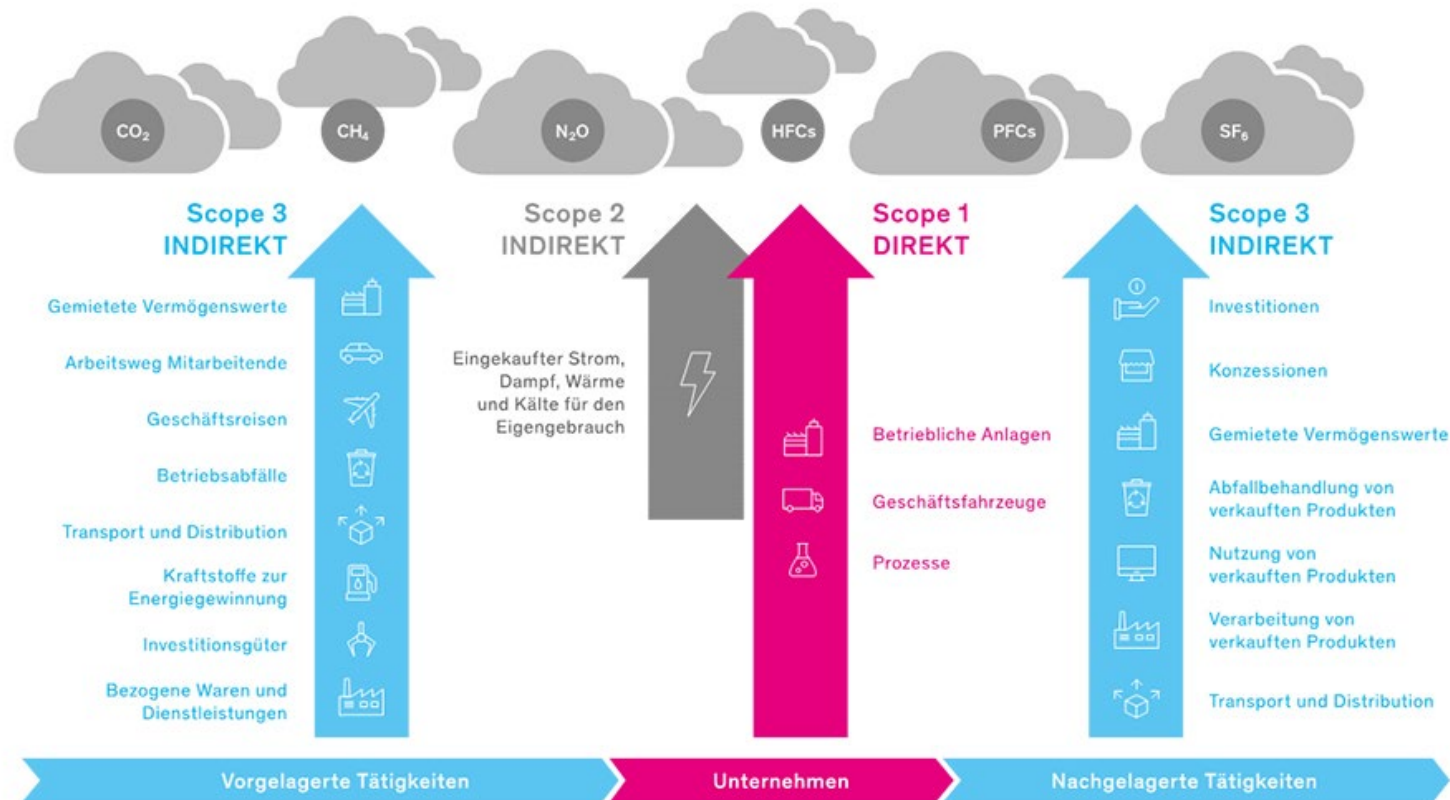 CO₂
CH₄
N₂O
HFCs
PFCs
SF₆
Scope 3
INDIREKT
Gemietete Vermögenswerte
Arbeitsweg Mitarbeitende
Geschäftsreisen
Betriebsabfälle
Transport und Distribution
Kraftstoffe zur
Energiegewinnung
Investitionsgüter
Bezogene Waren und
Dienstleistungen
Scope 2
INDIREKT
Eingekaufter Strom,
Dampf, Wärme
und Kälte für den
Eigengebrauch
Scope 1
DIREKT
Betriebliche Anlagen
Geschäftsfahrzeuge
Prozesse
Scope 3
INDIREKT
Investitionen
Konzessionen
Gemietete Vermögenswerte
Abfallbehandlung von
verkauften Produkten
Nutzung von
verkauften Produkten
Verarbeitung von
verkauften Produkten
Transport und Distribution
Vorgelagerte Tätigkeiten
Unternehmen
Nachgelagerte Tätigkeiten